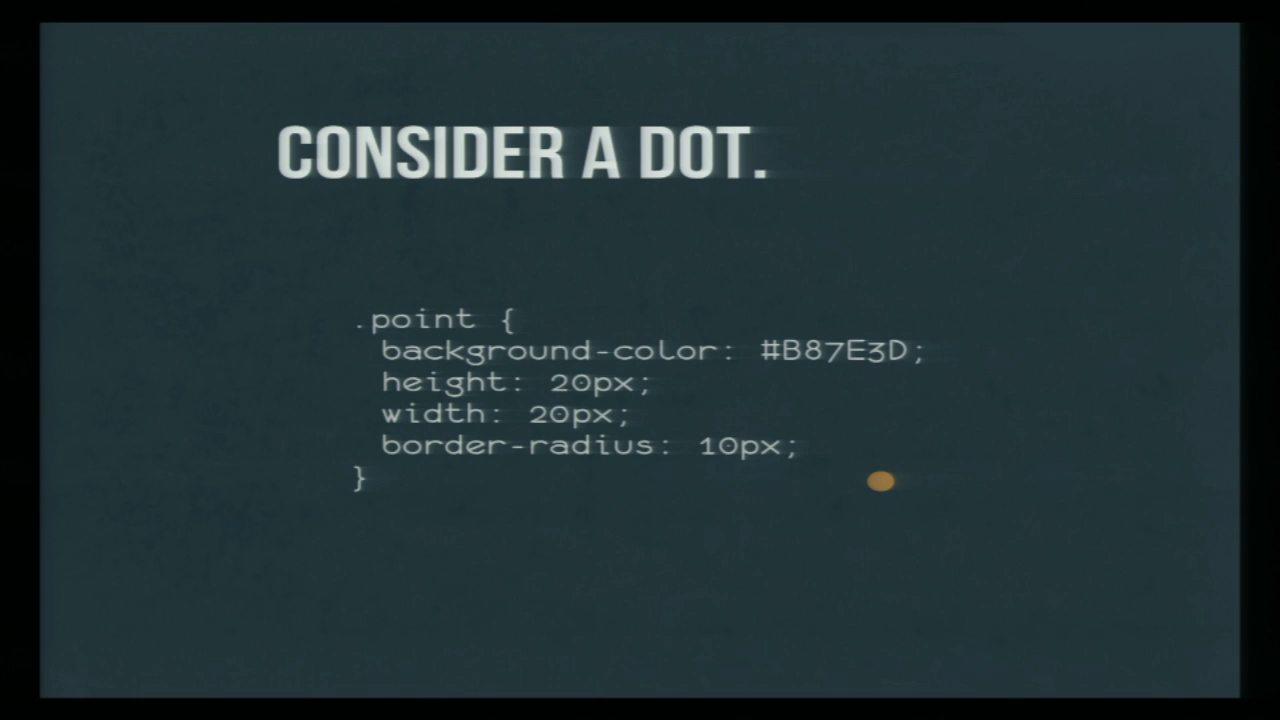 CONSIDER A DOT.
.point {
  background-color: #B87E3D;
  height: 20px;
  width: 20px;
  border-radius: 10px;
}